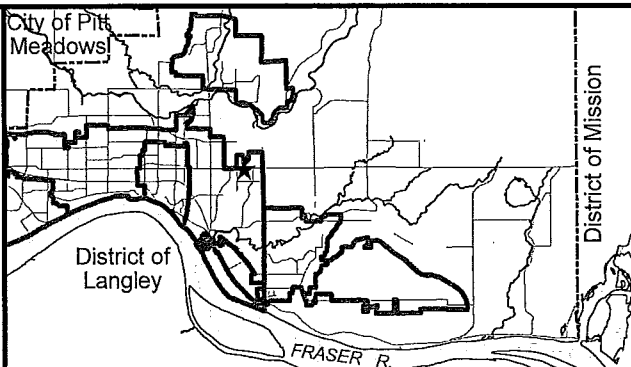 City of Pitt
Meadows
District of Mission
District of
Langley
FRASER R.